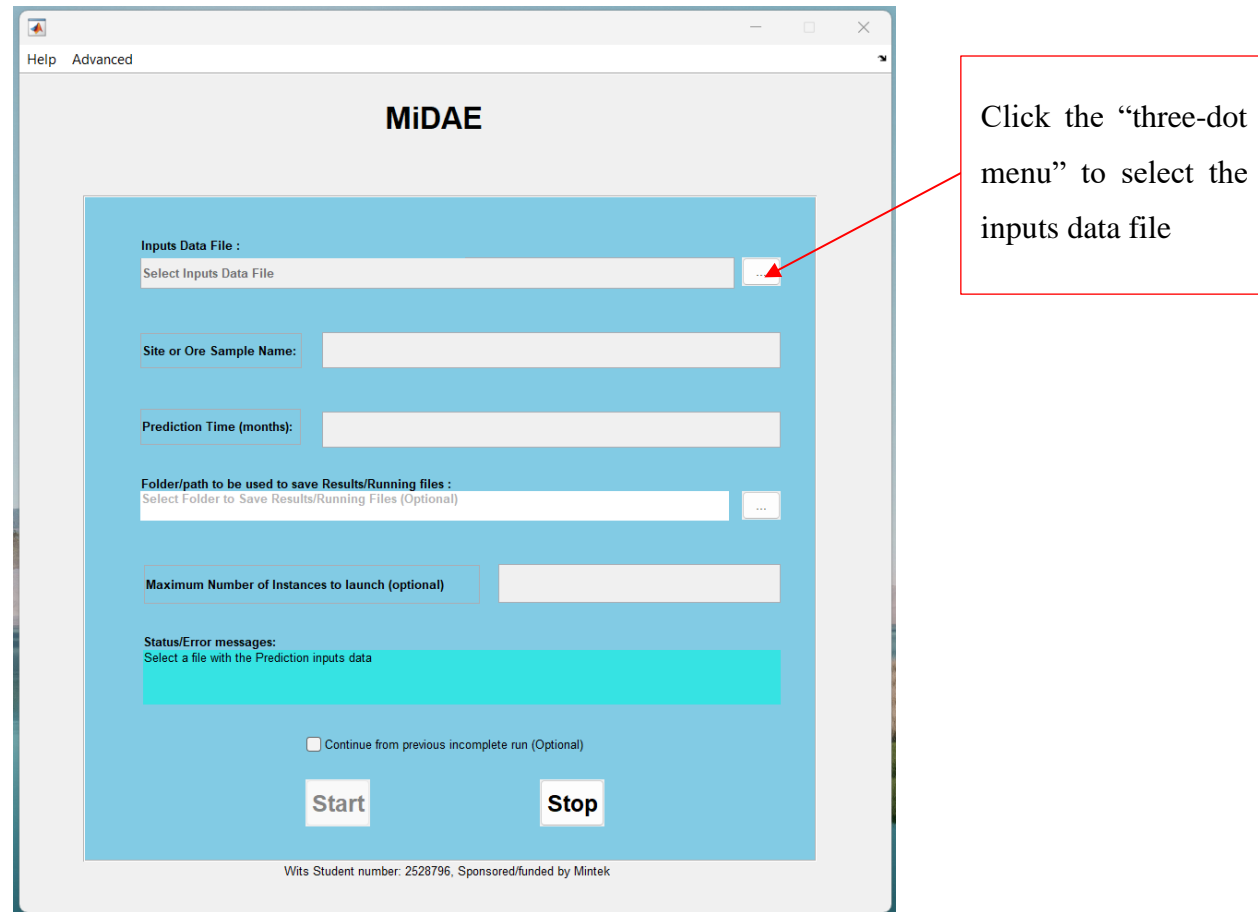 Help Advanced
MiDAE
Click the “three-dot
menu” to select the
inputs data file
Inputs Data File :
Select Inputs Data File
...
Site or Ore Sample Name:
Prediction Time (months):
Folder/path to be used to save Results/Running files :
Select Folder to Save Results/Running Files (Optional)
...
Maximum Number of Instances to launch (optional)
Status/Error messages:
Select a file with the Prediction inputs data
Continue from previous incomplete run (Optional)
Start Stop
Wits Student number: 2528796, Sponsored/funded by Mintek